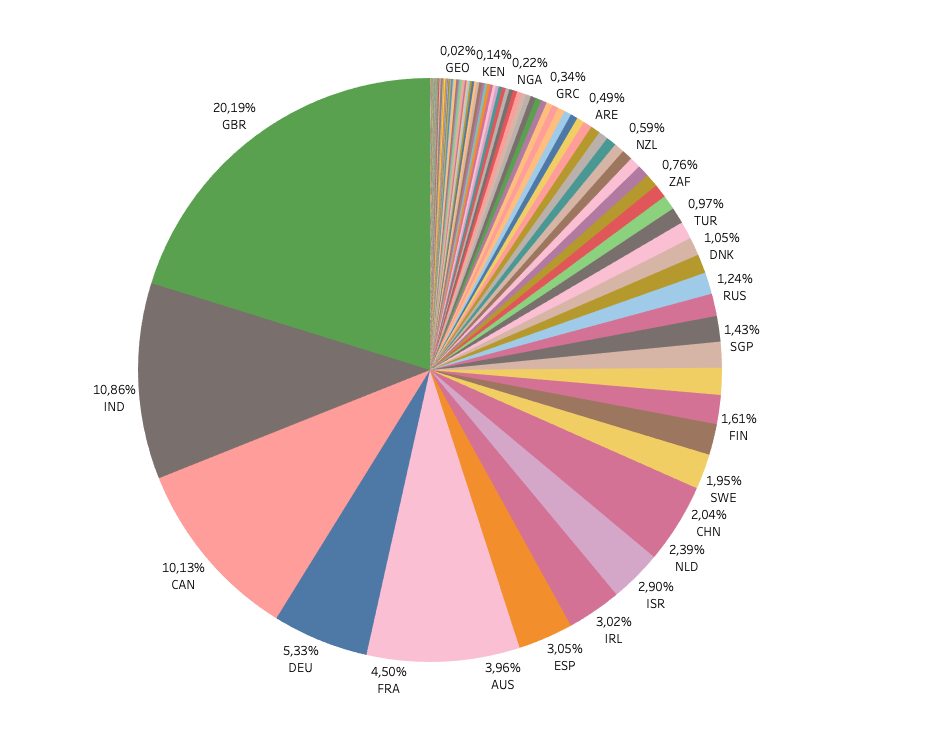 0,02%
GEO
0,14%
KEN
0,22%
NGA
0,34%
GRC
0,49%
ARE
0,59%
NZL
0,76%
ZAF
0,97%
TUR
1,05%
DNK
1,24%
RUS
1,43%
SGP
1,61%
FIN
1,95%
SWE
2,04%
CHN
2,39%
NLD
2,90%
ISR
3,02%
IRL
3,05%
ESP
3,96%
AUS
4,50%
FRA
5,33%
DEU
10,13%
CAN
10,86%
IND
20,19%
GBR